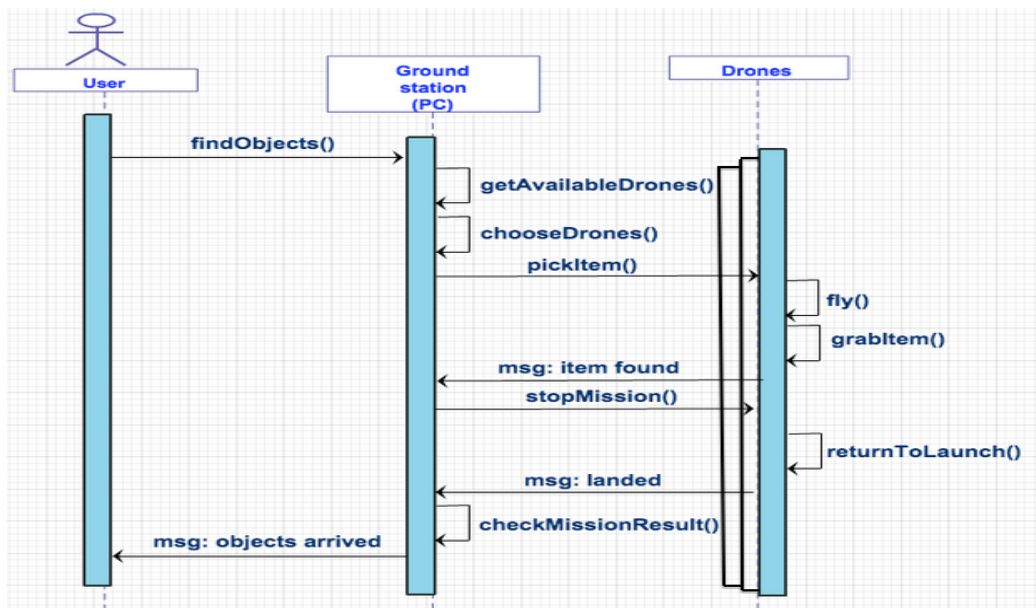 User
Ground
station
(PC)
Drones
findObjects()
getAvailableDrones()
chooseDrones()
pickItem()
fly()
grabItem()
msg: item found
stopMission()
returnToLaunch()
msg: landed
checkMissionResult()
msg: objects arrived